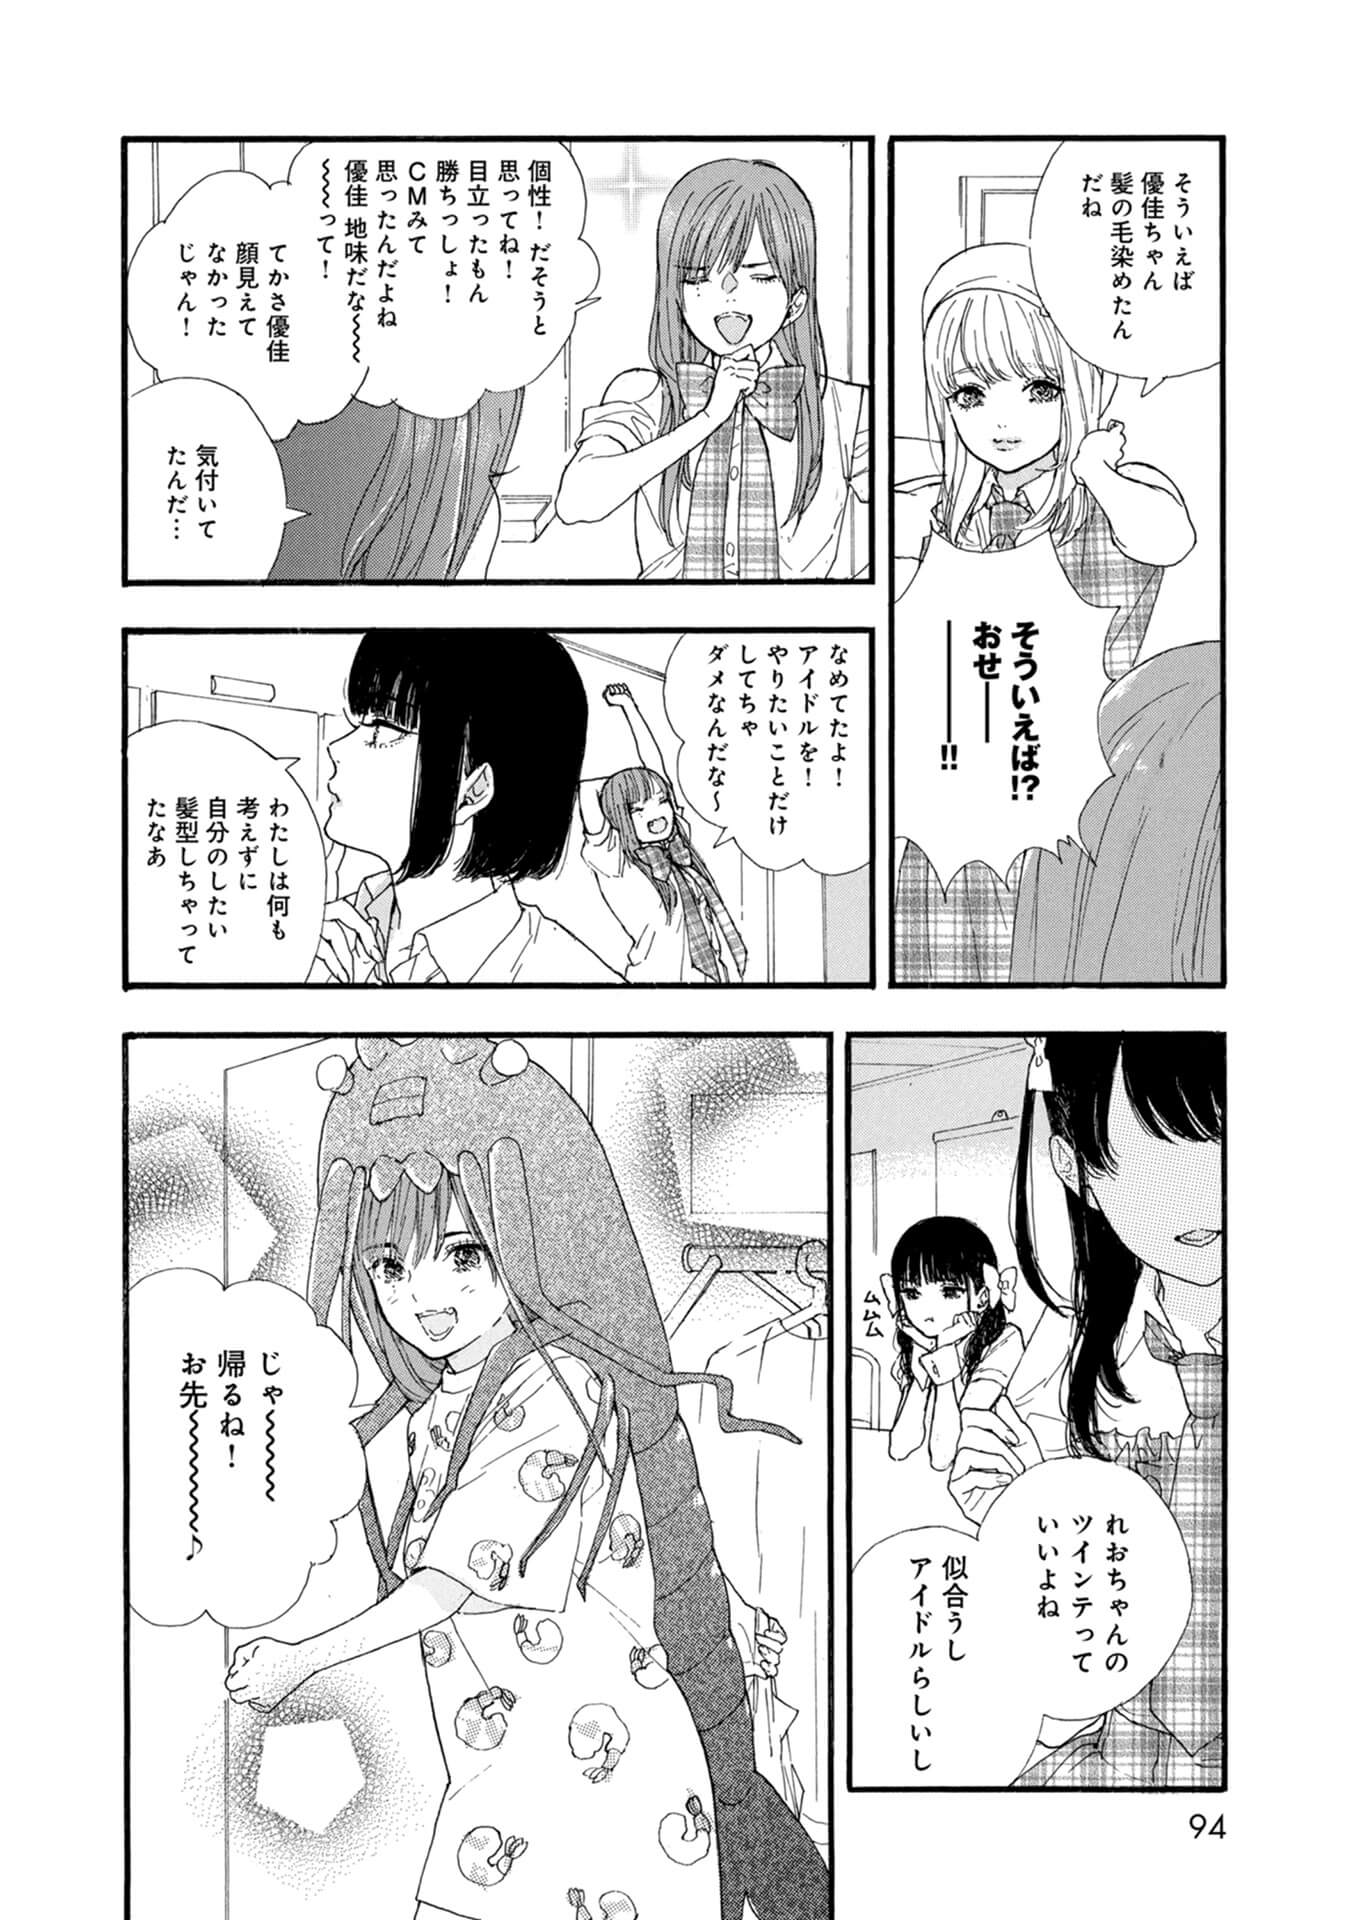 そういえば
優佳ちゃん
髪の毛染めたん
だね
そういえば!?
おせ――
――――!!
個性！だそうと
思ってね！
目立ったもん
勝ちっしょ！
CMみて
思ったんだよね
優佳 地味だな〜〜〜
〜〜〜って！
てかさ優佳
顔見えて
なかった
じゃん！
気付いて
たんだ…
なめてたよ！
アイドルを！
やりたいことだけ
してちゃ
ダメなんだな〜
わたしは何も
考えずに
自分のしたい
髪型しちゃって
たなあ
ムムム
れおちゃんの
ツインテって
いいよね
似合うし
アイドルらしいし
じゃ〜〜〜
帰るね！
お先〜〜〜〜♪
94